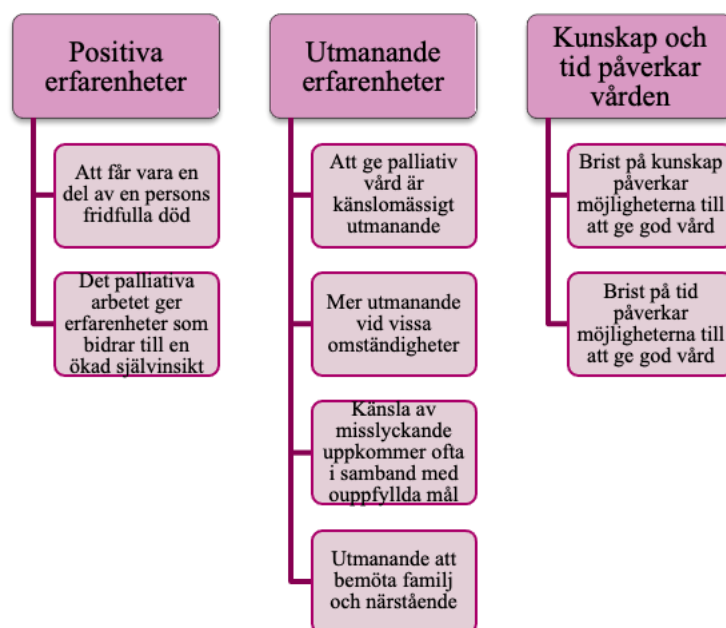 Positiva
erfarenheter
Att får vara en
del av en persons
fridfulla död
Det palliativa
arbetet ger
erfarenheter som
bidrar till en
ökad självinsikt
Utmanande
erfarenheter
Att ge palliativ
vård är
känslomässigt
utmanande
Mer utmanande
vid vissa
omständigheter
Känsla av
misslyckande
uppkommer ofta
i samband med
ouppfyllda mål
Utmanande att
bemöta familj
och närstående
Kunskap och
tid påverkar
vården
Brist på kunskap
påverkar
möjligheterna till
att ge god vård
Brist på tid
påverkar
möjligheterna till
att ge god vård